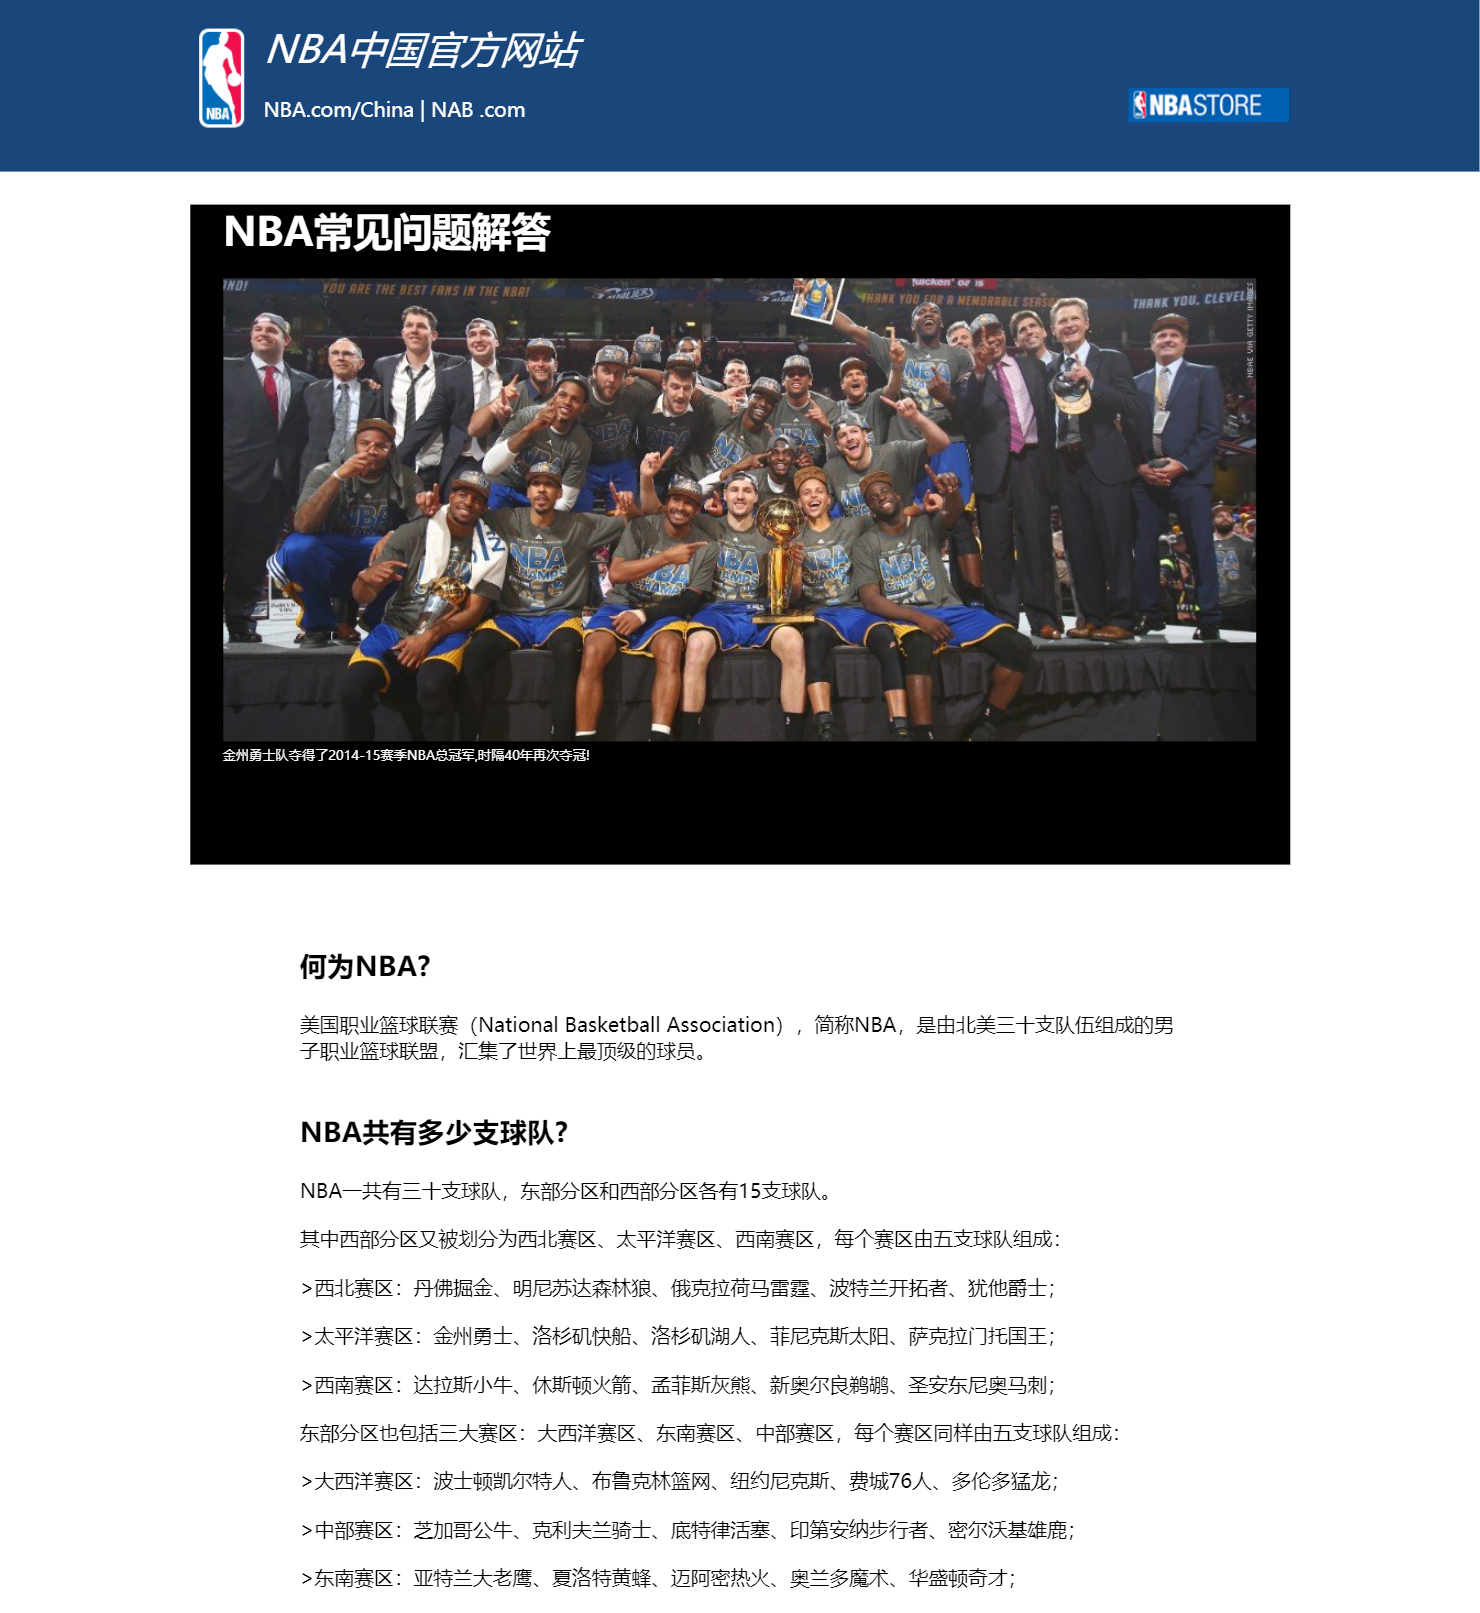 NBA中国官方网站
NBA
NBA.com/China | NAB .com
NBASTORE
NBA常见问题解答
YOU ARE THE BEST FANS IN THE NBA!
THANK YOU FOR A MEMORABLE SEASON
THANK YOU, CLEVEL
NBAE VIA GETTY IMAGES
金州勇士队夺得了2014-15赛季NBA总冠军,时隔40年再次夺冠!
何为NBA?
美国职业篮球联赛（National Basketball Association），简称NBA，是由北美三十支队伍组成的男
子职业篮球联盟，汇集了世界上最顶级的球员。
NBA共有多少支球队?
NBA一共有三十支球队，东部分区和西部分区各有15支球队。
其中西部分区又被划分为西北赛区、太平洋赛区、西南赛区，每个赛区由五支球队组成：
>西北赛区：丹佛掘金、明尼苏达森林狼、俄克拉荷马雷霆、波特兰开拓者、犹他爵士；
>太平洋赛区：金州勇士、洛杉矶快船、洛杉矶湖人、菲尼克斯太阳、萨克拉门托国王；
>西南赛区：达拉斯小牛、休斯顿火箭、孟菲斯灰熊、新奥尔良鹈鹕、圣安东尼奥马刺；
东部分区也包括三大赛区：大西洋赛区、东南赛区、中部赛区，每个赛区同样由五支球队组成：
>大西洋赛区：波士顿凯尔特人、布鲁克林篮网、纽约尼克斯、费城76人、多伦多猛龙；
>中部赛区：芝加哥公牛、克利夫兰骑士、底特律活塞、印第安纳步行者、密尔沃基雄鹿；
>东南赛区：亚特兰大老鹰、夏洛特黄蜂、迈阿密热火、奥兰多魔术、华盛顿奇才；